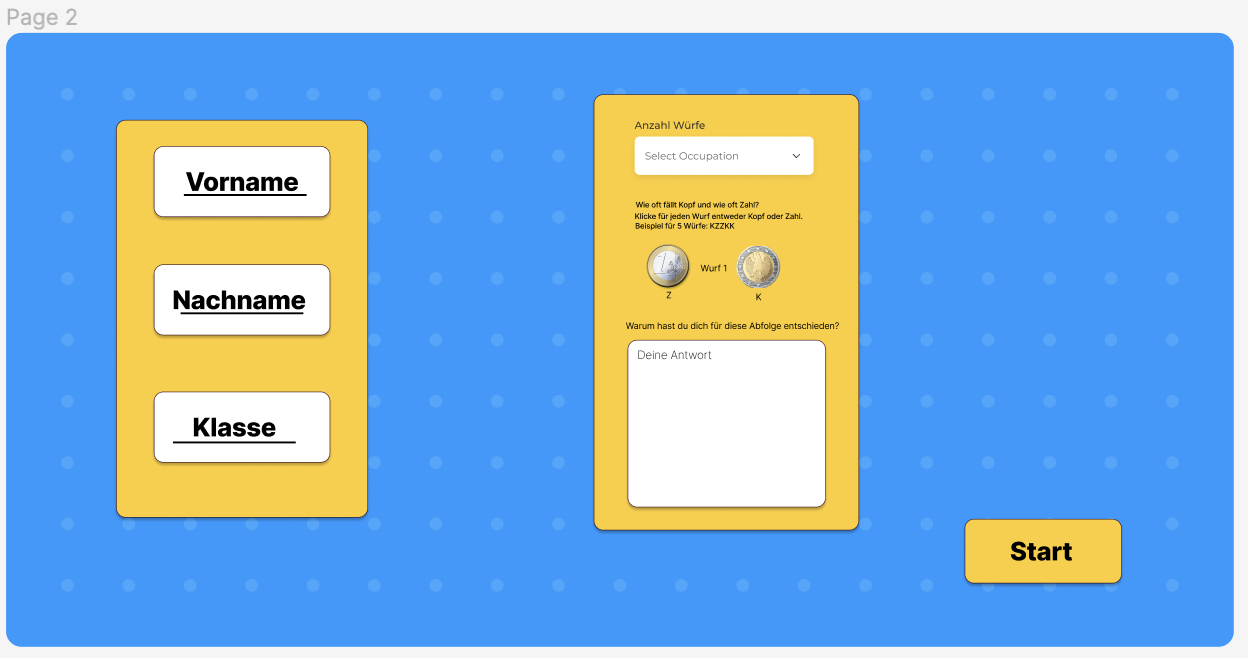 Page 2
Vorname
Nachname
Klasse
Anzahl Würfe
Select Occupation
Wie oft fällt Kopf und wie oft Zahl?
Klicke für jeden Wurf entweder Kopf oder Zahl.
Beispiel für 5 Würfe: KZZKK
Wurf 1
Z
K
Warum hast du dich für diese Abfolge entschieden?
Deine Antwort
Start